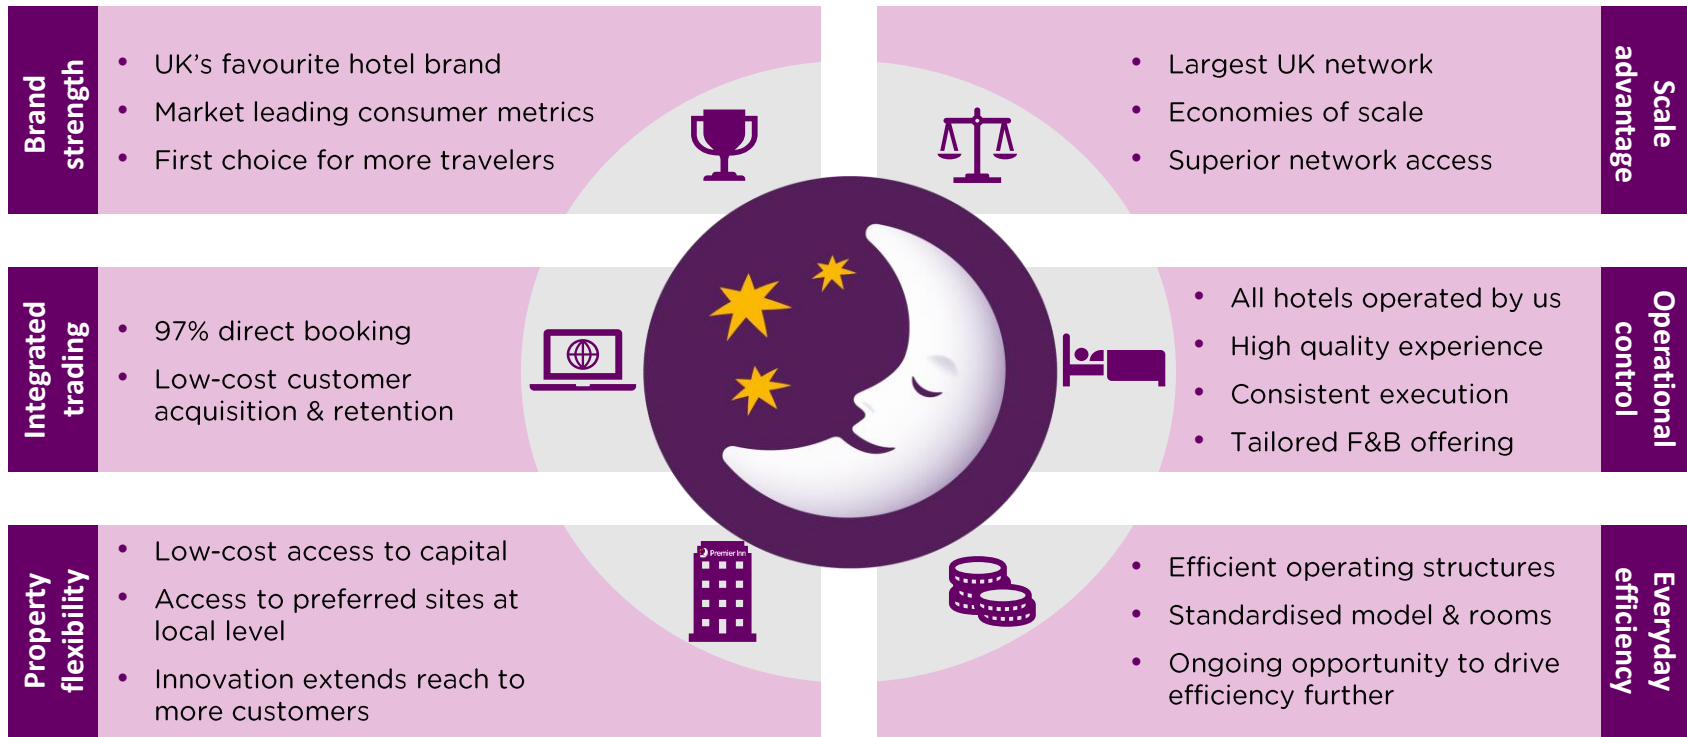 Brand
strength
• UK's favourite hotel brand
• Market leading consumer metrics
• First choice for more travelers
Scale
advantage
• Largest UK network
• Economies of scale
• Superior network access
Integrated
trading
• 97% direct booking
• Low-cost customer
acquisition & retention
Operational
control
• All hotels operated by us
• High quality experience
• Consistent execution
• Tailored F&B offering
Property
flexibility
• Low-cost access to capital
• Access to preferred sites at
local level
• Innovation extends reach to
more customers
Premier Inn
Everyday
efficiency
• Efficient operating structures
• Standardised model & rooms
• Ongoing opportunity to drive
efficiency further